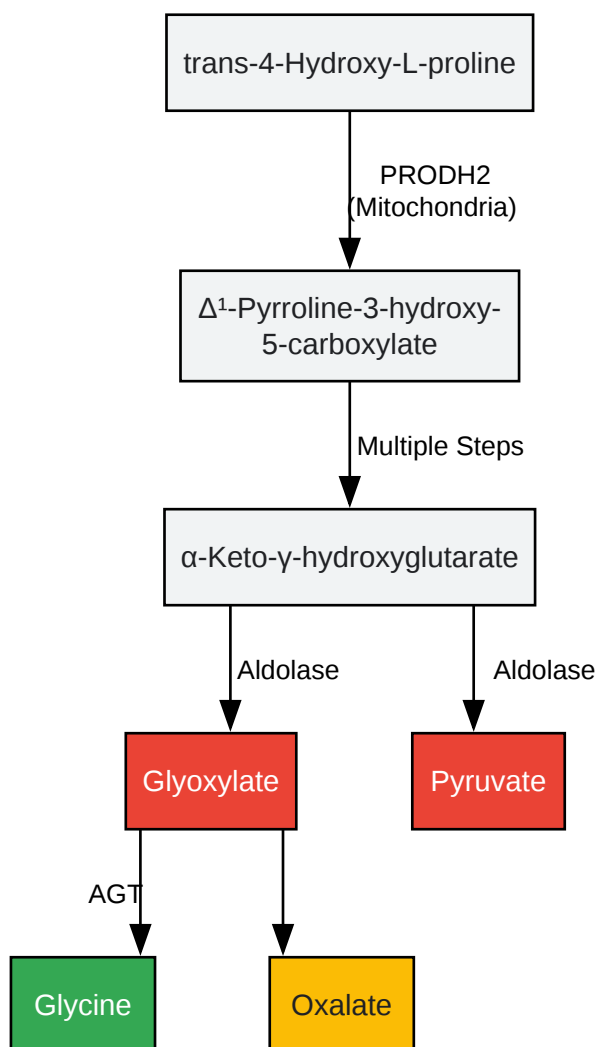 trans-4-Hydroxy-L-proline
PRODH2
(Mitochondria)
Δ¹-Pyrroline-3-hydroxy-
5-carboxylate
Multiple Steps
α-Keto-γ-hydroxyglutarate
Aldolase
Aldolase
Glyoxylate
Pyruvate
AGT
Glycine
Oxalate